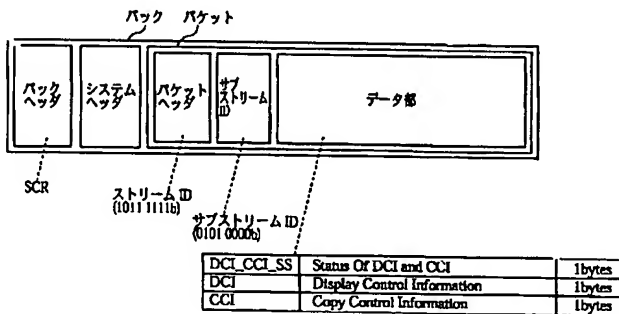 パック
パケット
パック
ヘッダ
システム
ヘッダ
パケット
ヘッダ
サブ
ストリーム
ID
データ部
SCR
ストリーム ID
(1011 1111b)
サブストリーム ID
(0101 0000b)
DCI_CCI_SS Status Of DCI and CCI 1bytes
DCI Display Control Information 1bytes
CCI Copy Control Information 1bytes